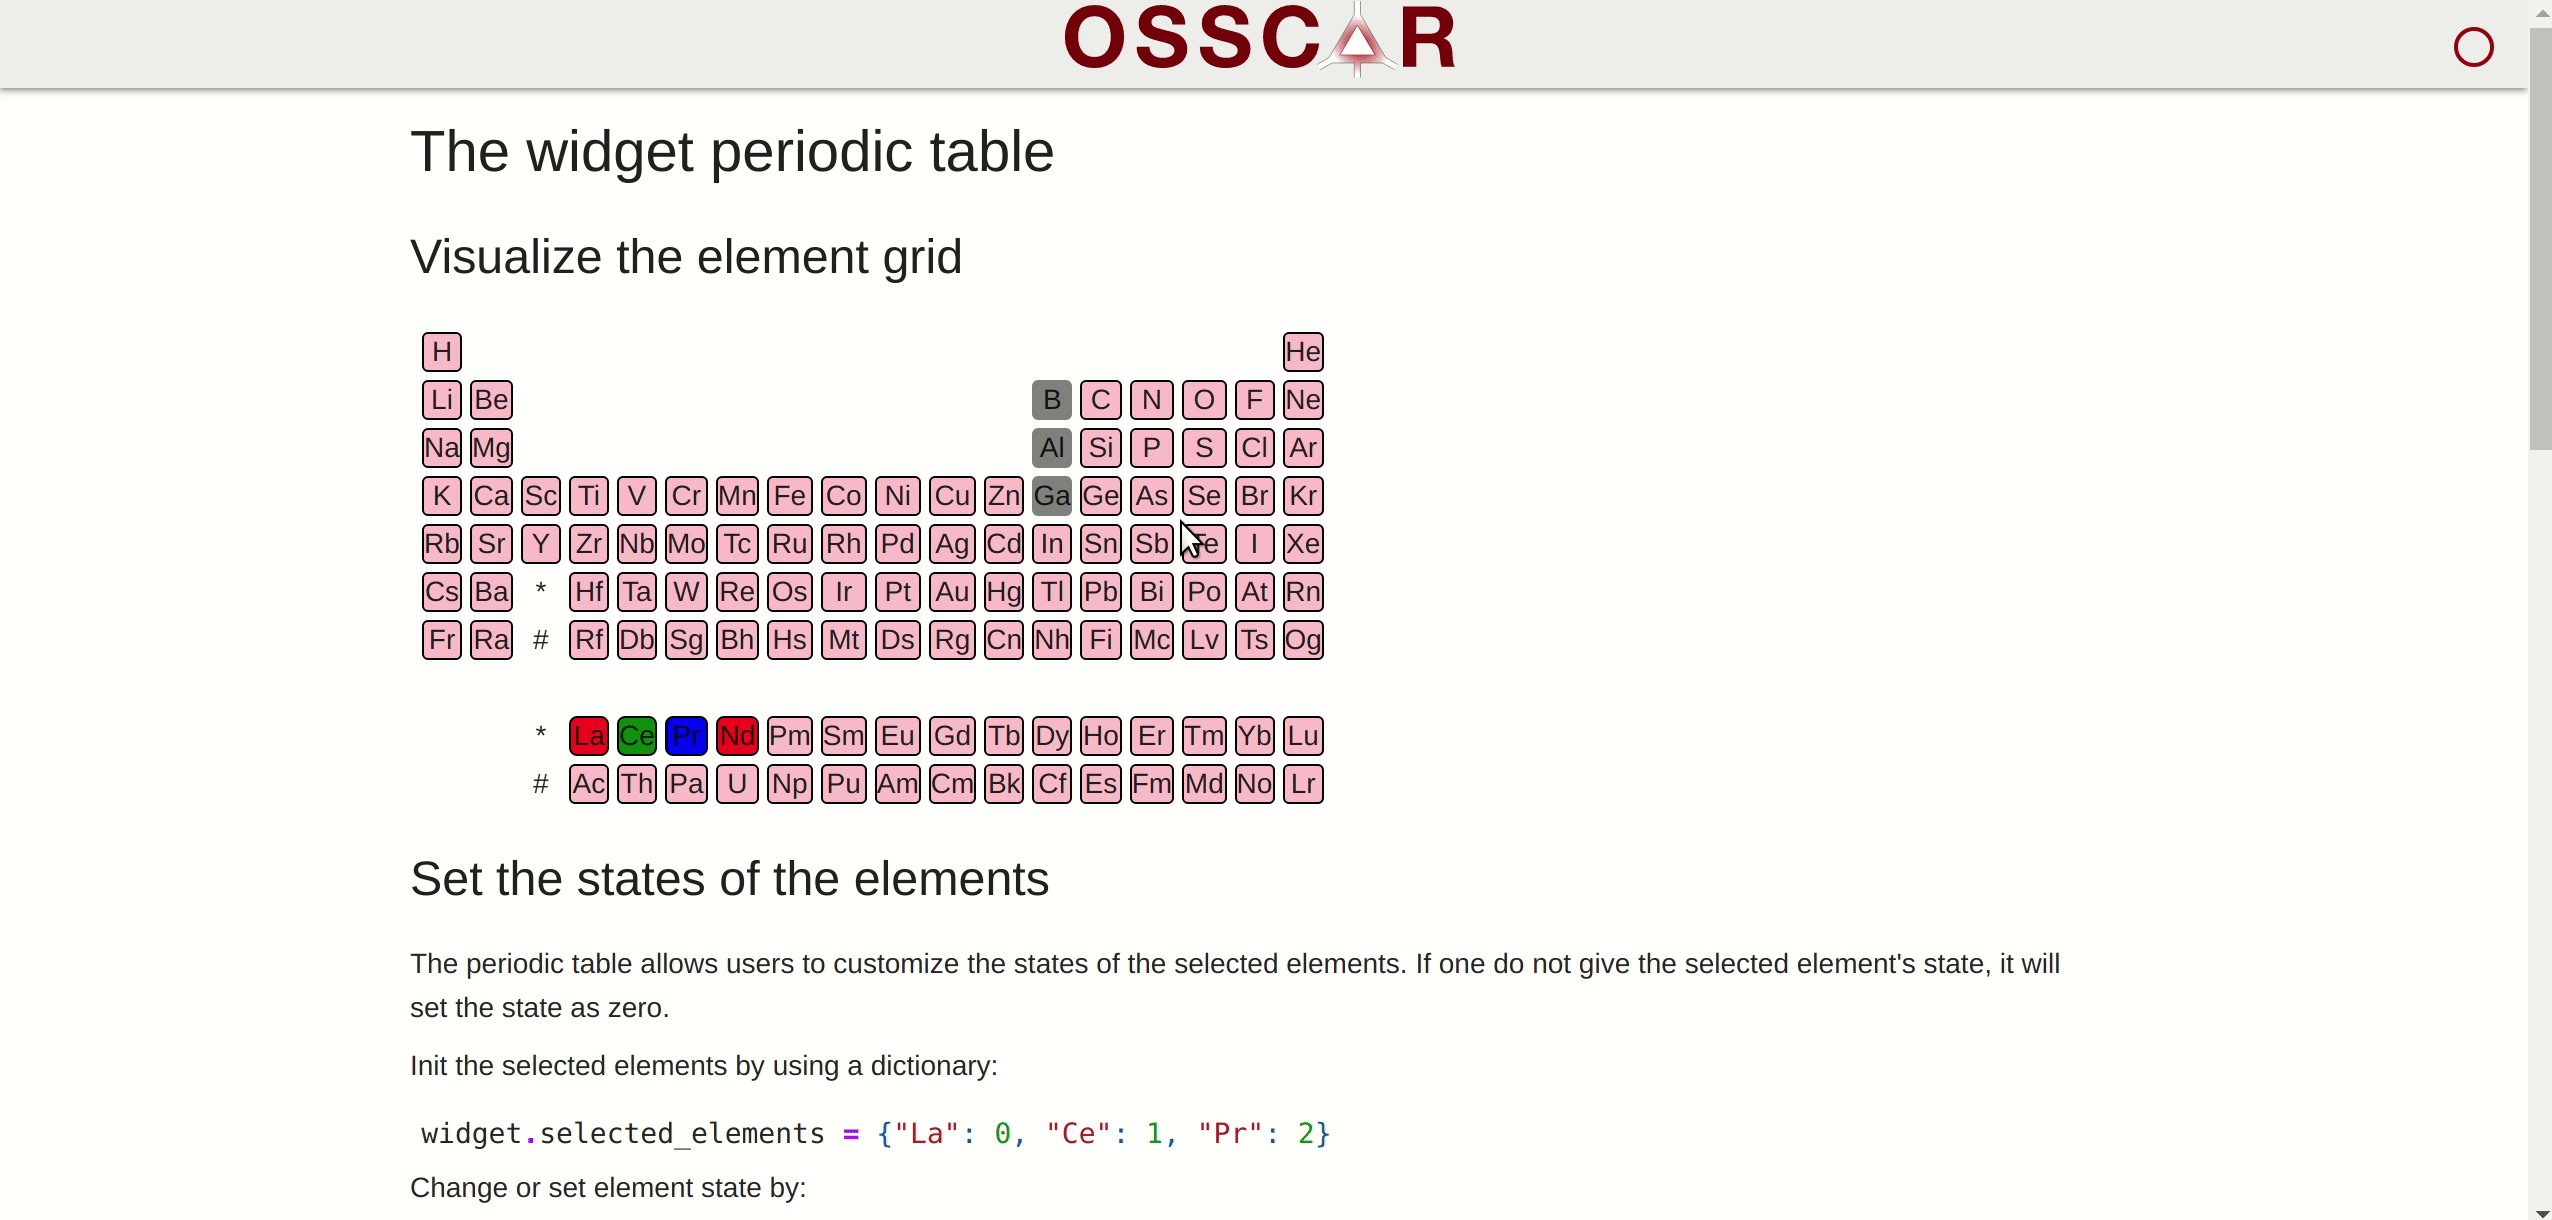 OSSCAR
The widget periodic table
Visualize the element grid
H He
Li Be B C N O F Ne
Na Mg Al Si P S Cl Ar
K Ca Sc Ti V Cr Mn Fe Co Ni Cu Zn Ga Ge As Se Br Kr
Rb Sr Y Zr Nb Mo Tc Ru Rh Pd Ag Cd In Sn Sb Te I Xe
Cs Ba * Hf Ta W Re Os Ir Pt Au Hg Tl Pb Bi Po At Rn
Fr Ra # Rf Db Sg Bh Hs Mt Ds Rg Cn Nh Fi Mc Lv Ts Og
* La Ce Pr Nd Pm Sm Eu Gd Tb Dy Ho Er Tm Yb Lu
# Ac Th Pa U Np Pu Am Cm Bk Cf Es Fm Md No Lr
Set the states of the elements
The periodic table allows users to customize the states of the selected elements. If one do not give the selected element's state, it will
set the state as zero.
Init the selected elements by using a dictionary:
widget.selected_elements = {"La": 0, "Ce": 1, "Pr": 2}
Change or set element state by: